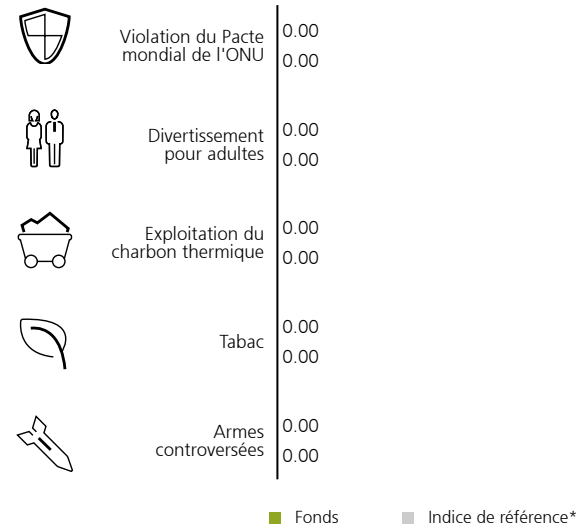 Violation du Pacte
mondial de l'ONU
0.00
0.00
Divertissement
pour adultes
0.00
0.00
Exploitation du
charbon thermique
0.00
0.00
Tabac
0.00
0.00
Armes
controversées
0.00
0.00
Fonds
Indice de référence*